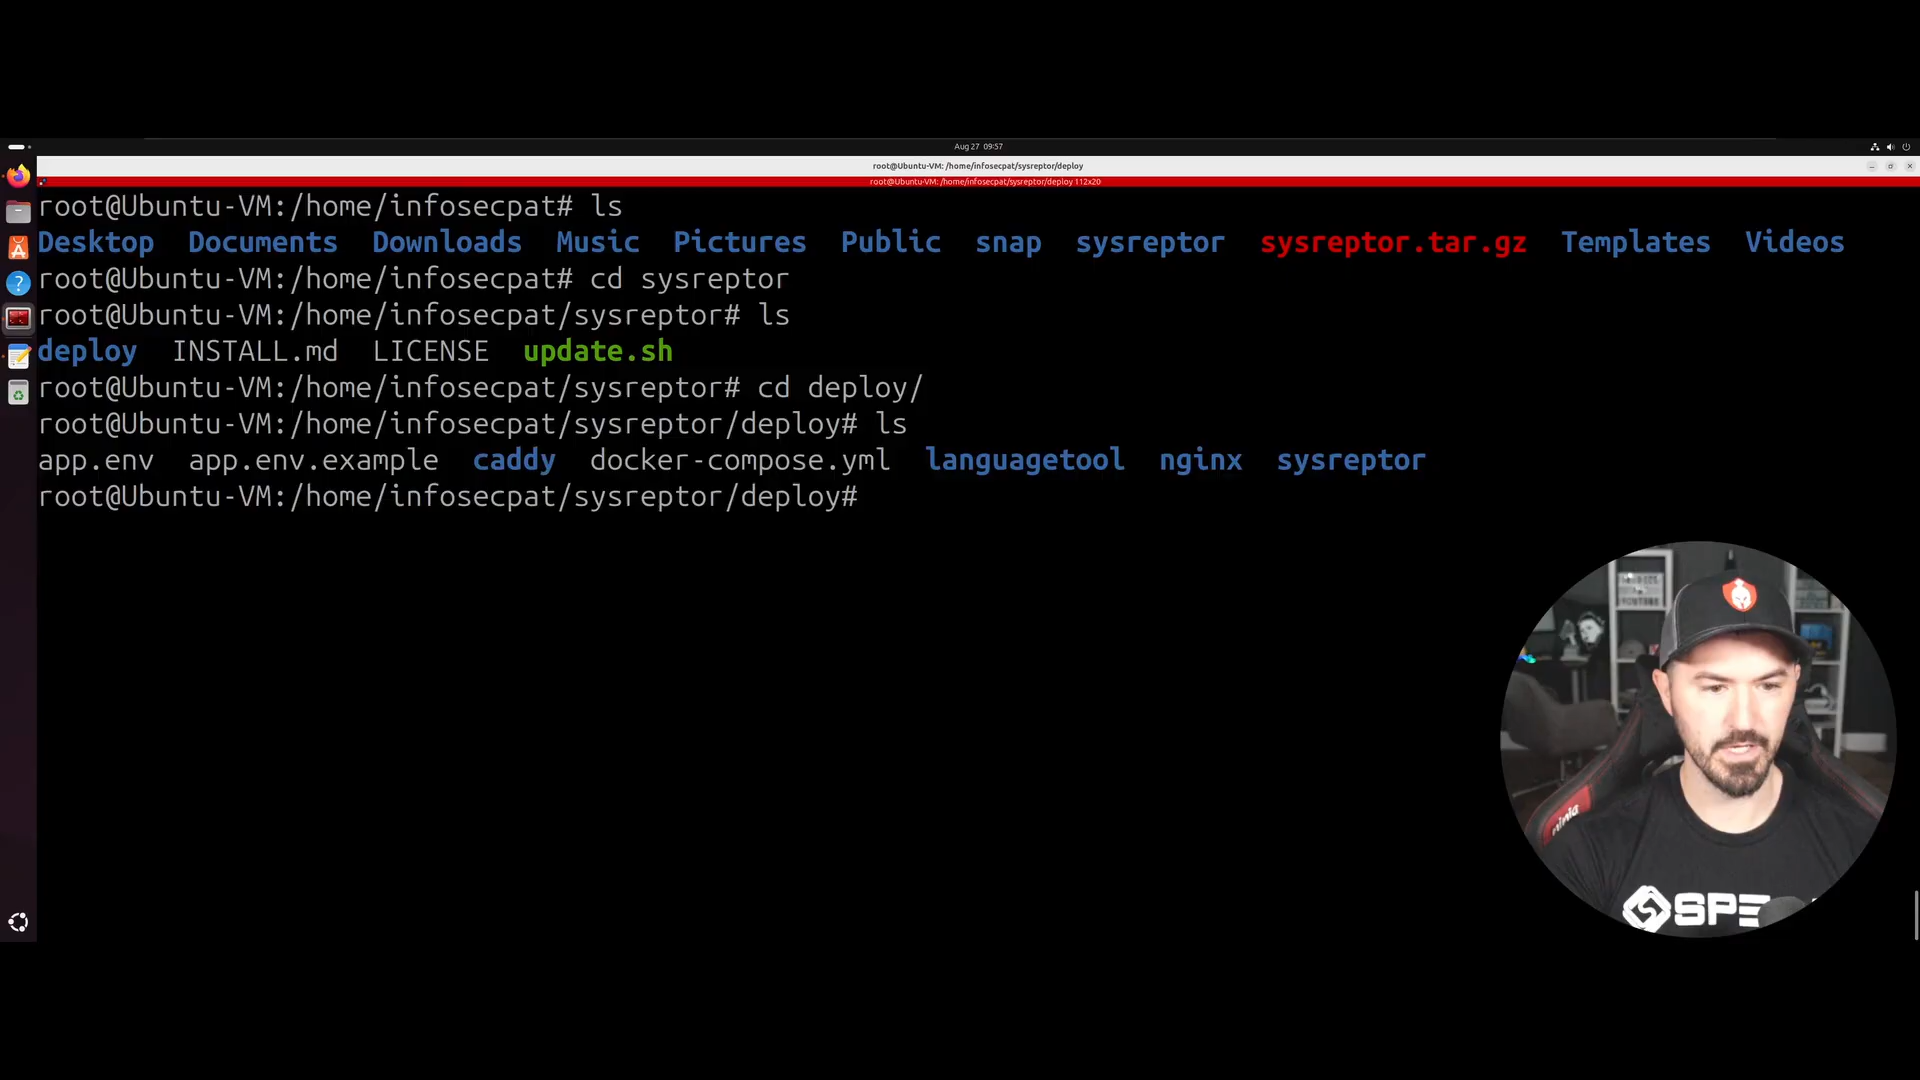 Aug 27 09:57
root@Ubuntu-VM: /home/infosecpat/sysreptor/deploy
root@Ubuntu-VM: /home/infosecpat/sysreptor/deploy 112x20
root@Ubuntu-VM:/home/infosecpat# ls
Desktop Documents Downloads Music Pictures Public snap sysreptor sysreptor.tar.gz Templates Videos
root@Ubuntu-VM:/home/infosecpat# cd sysreptor
root@Ubuntu-VM:/home/infosecpat/sysreptor# ls
deploy INSTALL.md LICENSE update.sh
root@Ubuntu-VM:/home/infosecpat/sysreptor# cd deploy/
root@Ubuntu-VM:/home/infosecpat/sysreptor/deploy# ls
app.env app.env.example caddy docker-compose.yml languagetool nginx sysreptor
root@Ubuntu-VM:/home/infosecpat/sysreptor/deploy#
SPE